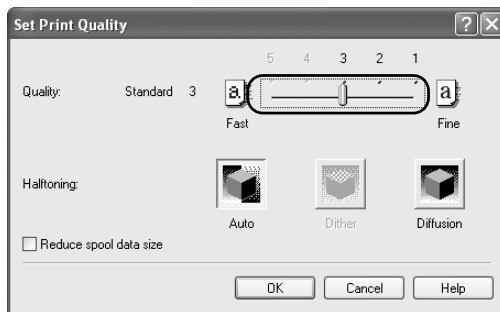 Set Print Quality
5 4 3 2 1
Quality: Standard 3 a a
Fast Fine
Halftoning:
Auto Dither Diffusion
Reduce spool data size
OK Cancel Help